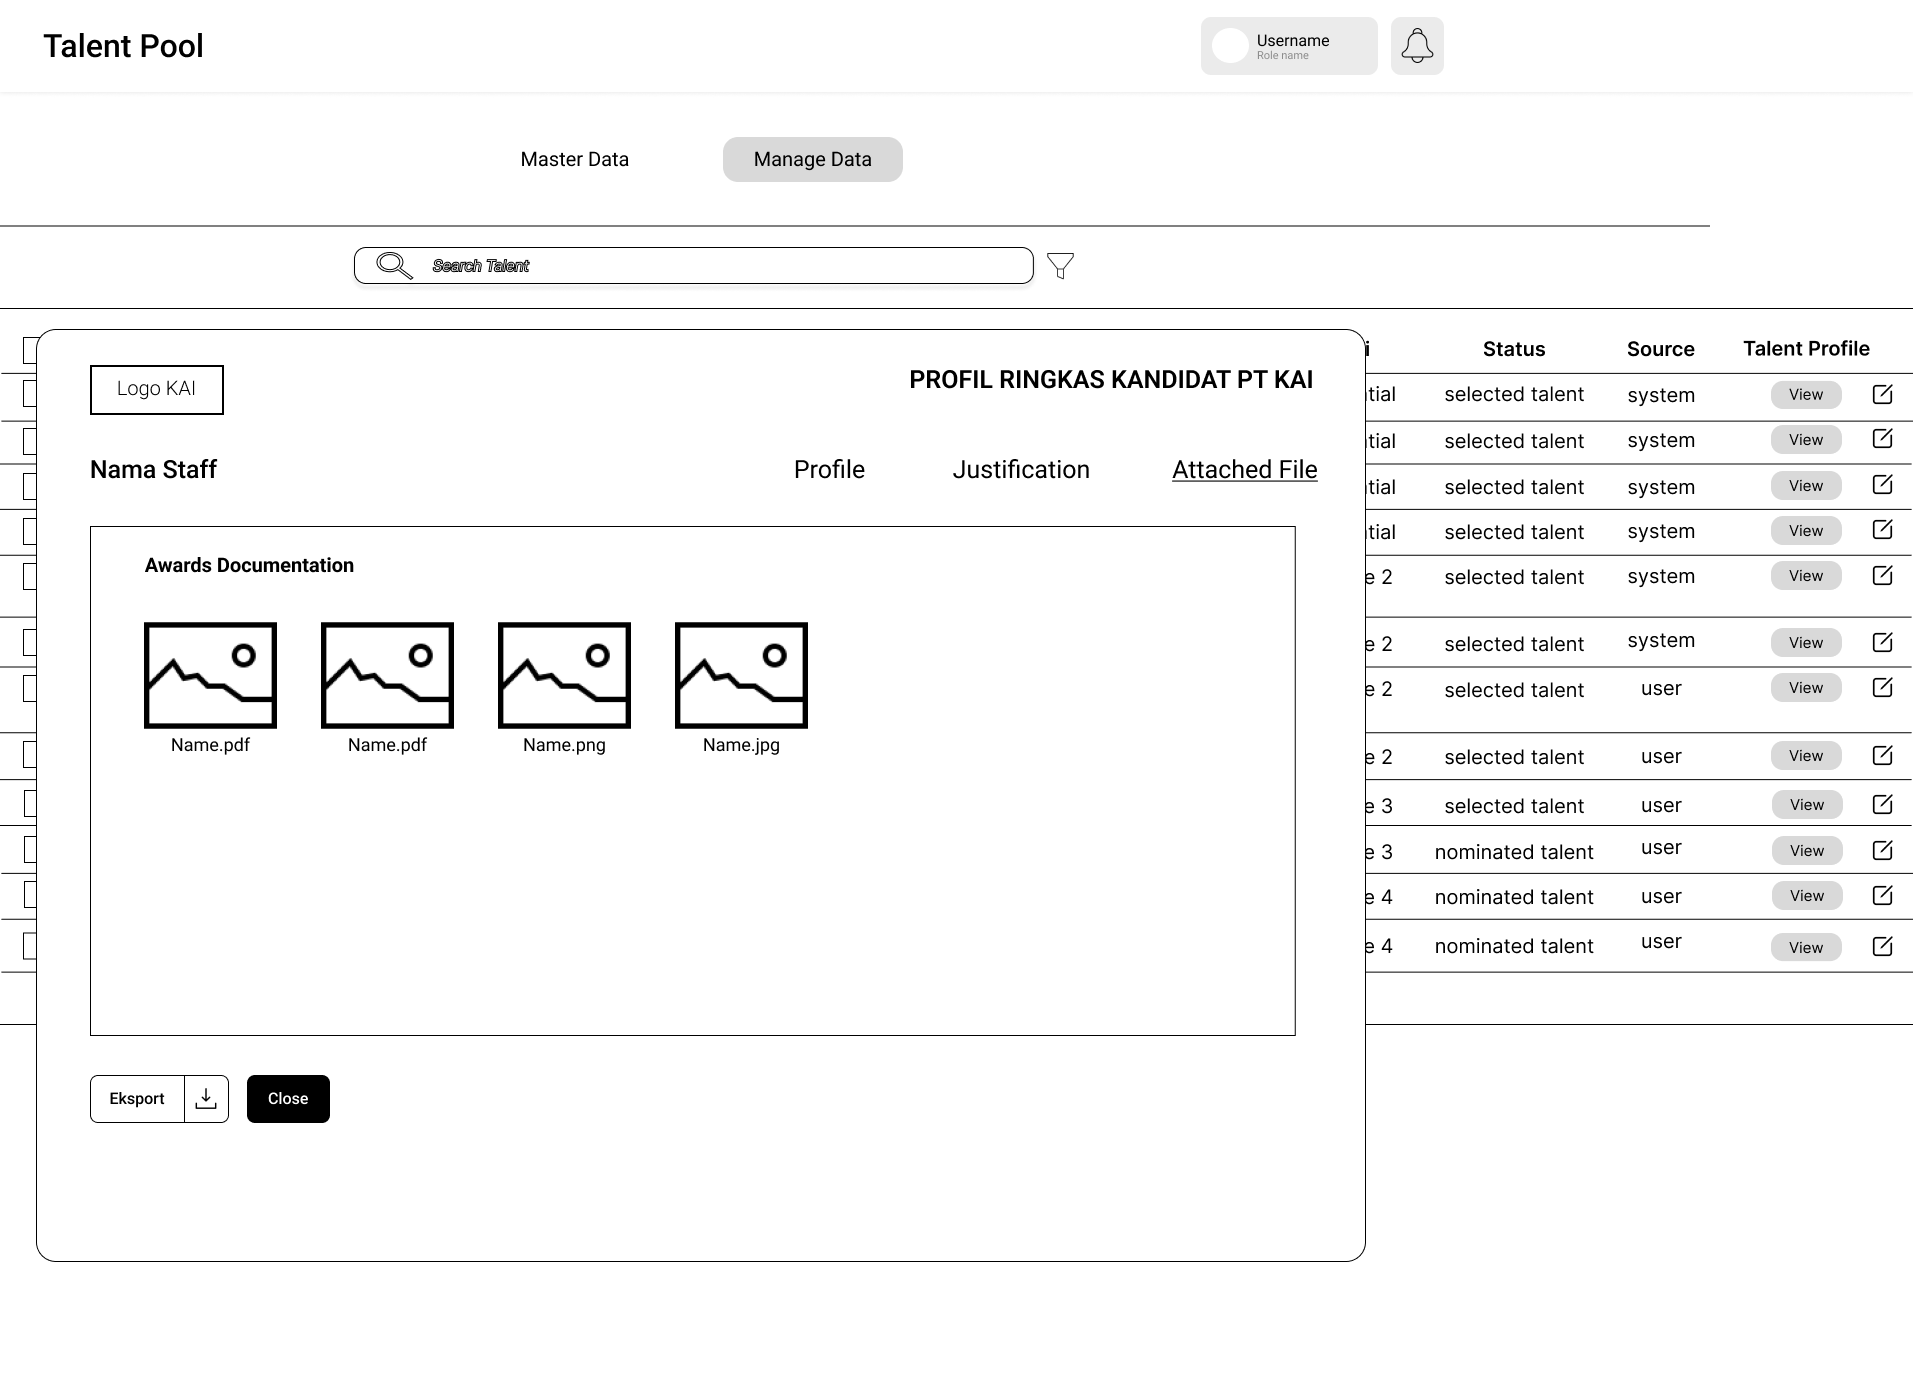 Talent Pool
Username
Role name
Master Data
Manage Data
Search Talent
Status Source Talent Profile
selected talent system View
selected talent system View
selected talent system View
selected talent system View
e 2 selected talent system View
e 2 selected talent system View
e 2 selected talent user View
e 2 selected talent user View
e 3 selected talent user View
e 3 nominated talent user View
e 4 nominated talent user View
e 4 nominated talent user View
Logo KAI
PROFIL RINGKAS KANDIDAT PT KAI
Nama Staff
Profile
Justification
Attached File
Awards Documentation
Name.pdf
Name.pdf
Name.png
Name.jpg
Eksport
Close